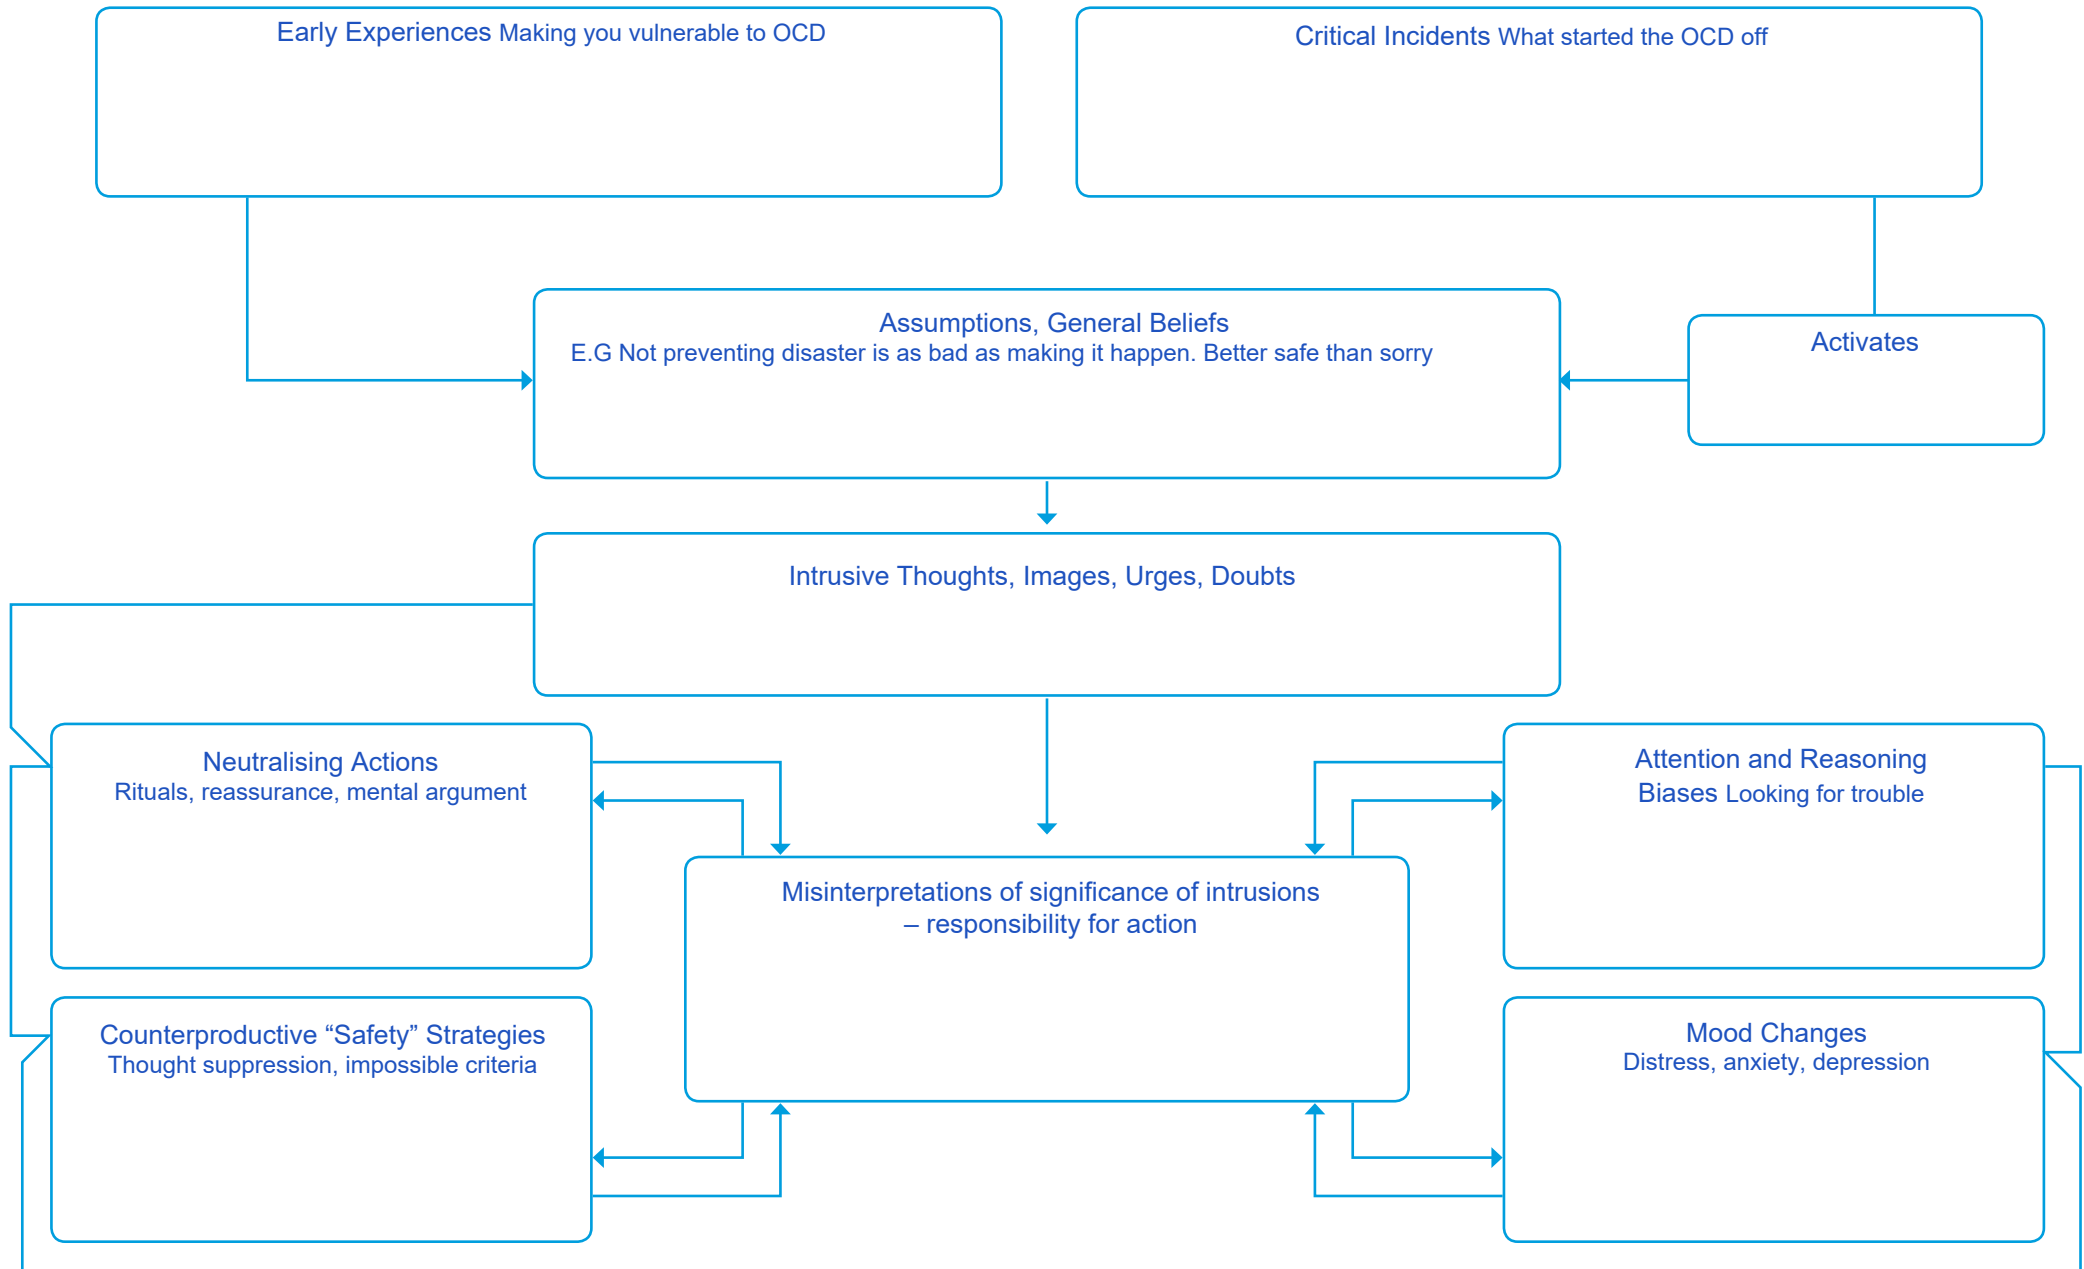 Early Experiences Making you vulnerable to OCD
Critical Incidents What started the OCD off
Assumptions, General Beliefs
E.G Not preventing disaster is as bad as making it happen. Better safe than sorry
Activates
Intrusive Thoughts, Images, Urges, Doubts
Neutralising Actions
Rituals, reassurance, mental argument
Attention and Reasoning
Biases Looking for trouble
Misinterpretations of significance of intrusions
– responsibility for action
Counterproductive “Safety” Strategies
Thought suppression, impossible criteria
Mood Changes
Distress, anxiety, depression